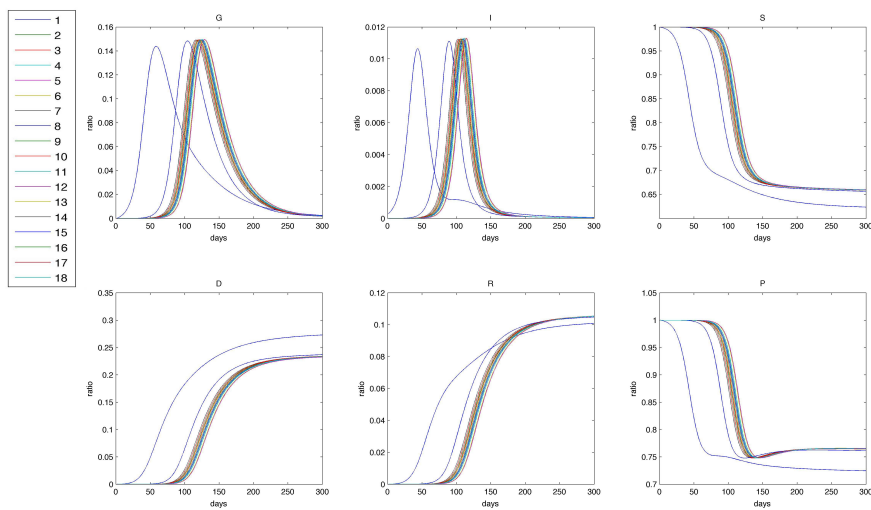 1
2
3
4
5
6
7
8
9
10
11
12
13
14
15
16
17
18
G
0.16
0.14
0.12
0.1
0.08
0.06
0.04
0.02
0
ratio
0 50 100 150 200 250 300
days
I
0.012
0.01
0.008
0.006
0.004
0.002
0
ratio
0 50 100 150 200 250 300
days
S
1
0.95
0.9
0.85
0.8
0.75
0.7
0.65
ratio
0 50 100 150 200 250 300
days
D
0.35
0.3
0.25
0.2
0.15
0.1
0.05
0
ratio
0 50 100 150 200 250 300
days
R
0.12
0.1
0.08
0.06
0.04
0.02
0
ratio
0 50 100 150 200 250 300
days
P
1.05
1
0.95
0.9
0.85
0.8
0.75
0.7
ratio
0 50 100 150 200 250 300
days